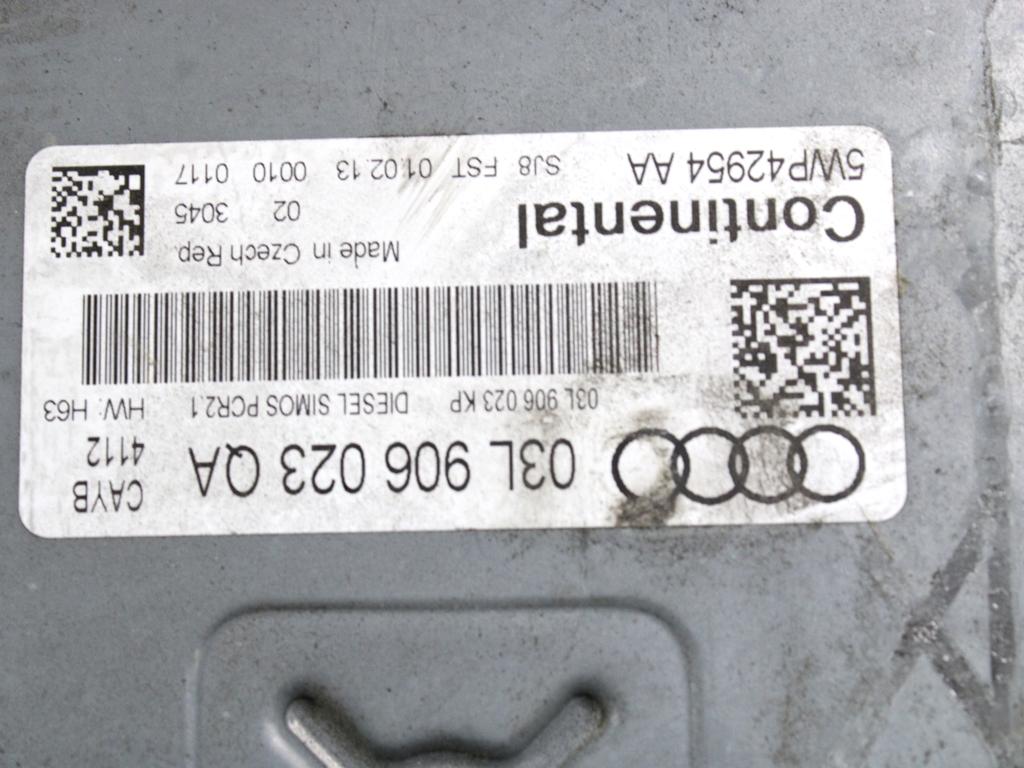 03L 906 023 QA CAYB
4112
03L 906 023 KP DIESEL SIMOS PCR2.1 HW: H63
Made in Czech Rep.
Continental 02 3045
5WP42954 AA SJ8 FST 01.02.13 0010 0117